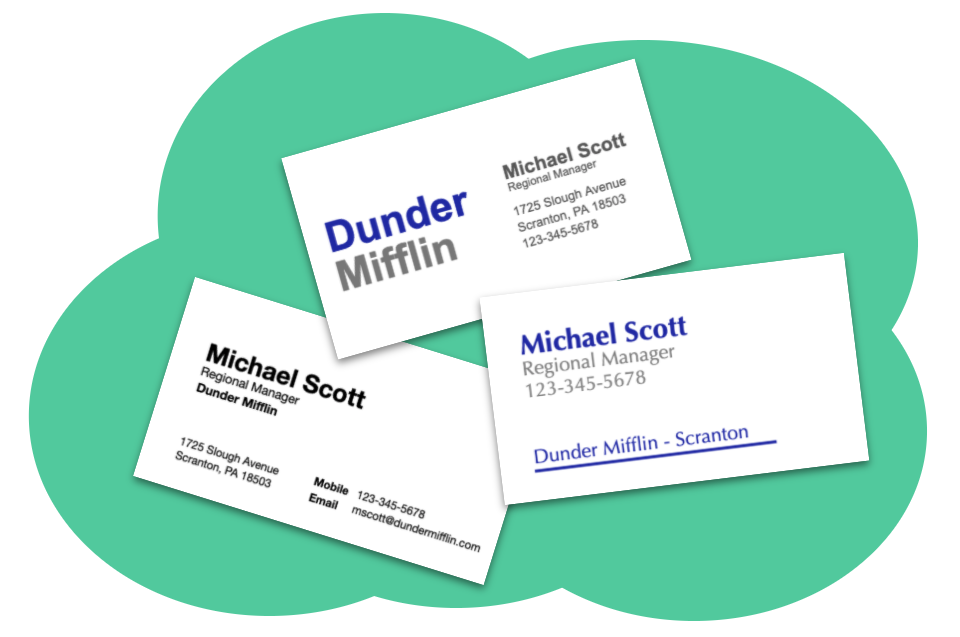 Dunder
Mifflin
Michael Scott
Regional Manager
1725 Slough Avenue
Scranton, PA 18503
123-345-5678
Michael Scott
Regional Manager
Dunder Mifflin
1725 Slough Avenue
Scranton, PA 18503
Mobile 123-345-5678
Email mscott@dundermifflin.com
Michael Scott
Regional Manager
123-345-5678
Dunder Mifflin - Scranton